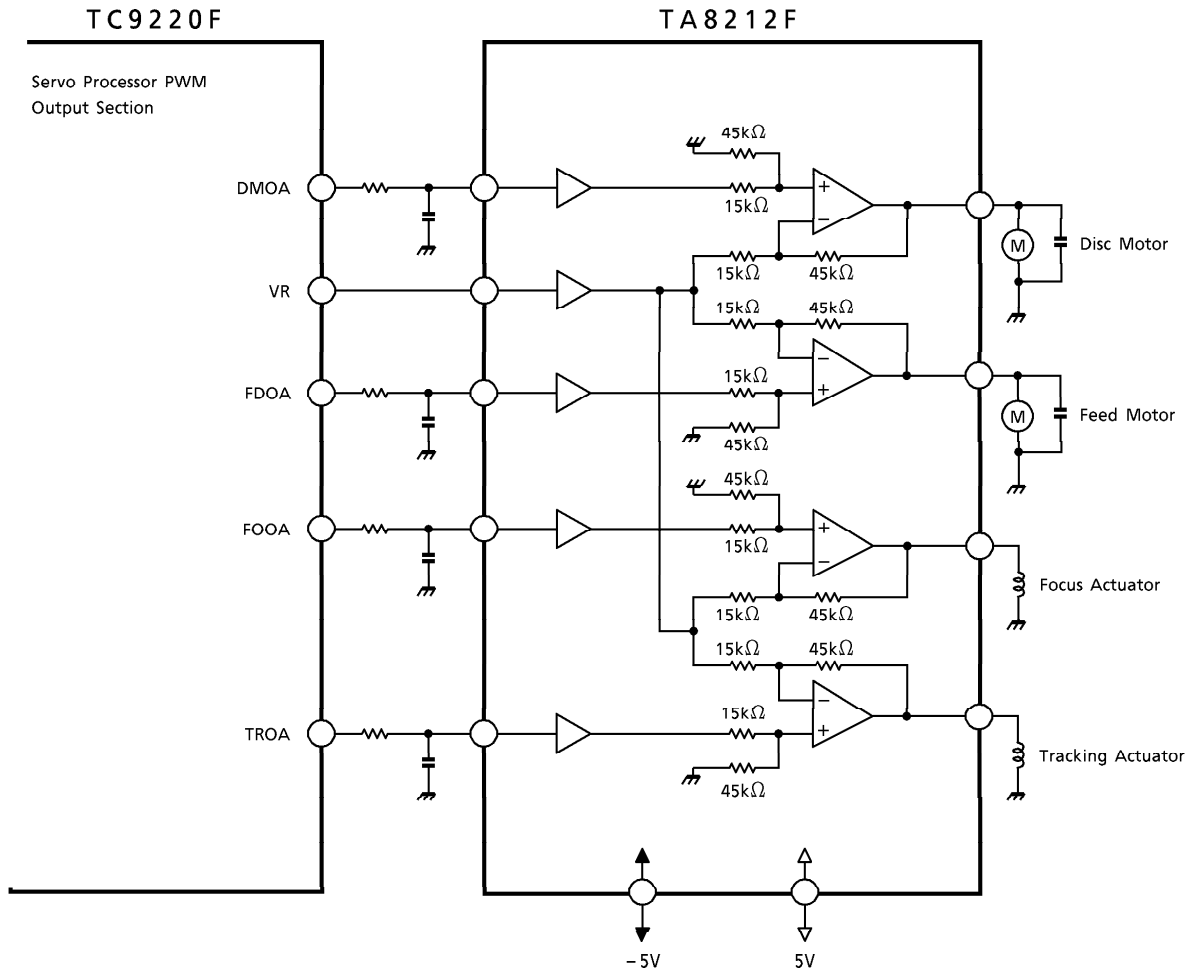 TC9220F
TA8212F
Servo Processor PWM
Output Section
45kΩ
DMOA
15kΩ
+
−
M
Disc Motor
15kΩ
45kΩ
VR
15kΩ
45kΩ
−
15kΩ
+
FDOA
M
Feed Motor
45kΩ
45kΩ
FOOA
15kΩ
+
−
Focus Actuator
15kΩ
45kΩ
15kΩ
45kΩ
−
15kΩ
+
TROA
Tracking Actuator
45kΩ
−5V
5V